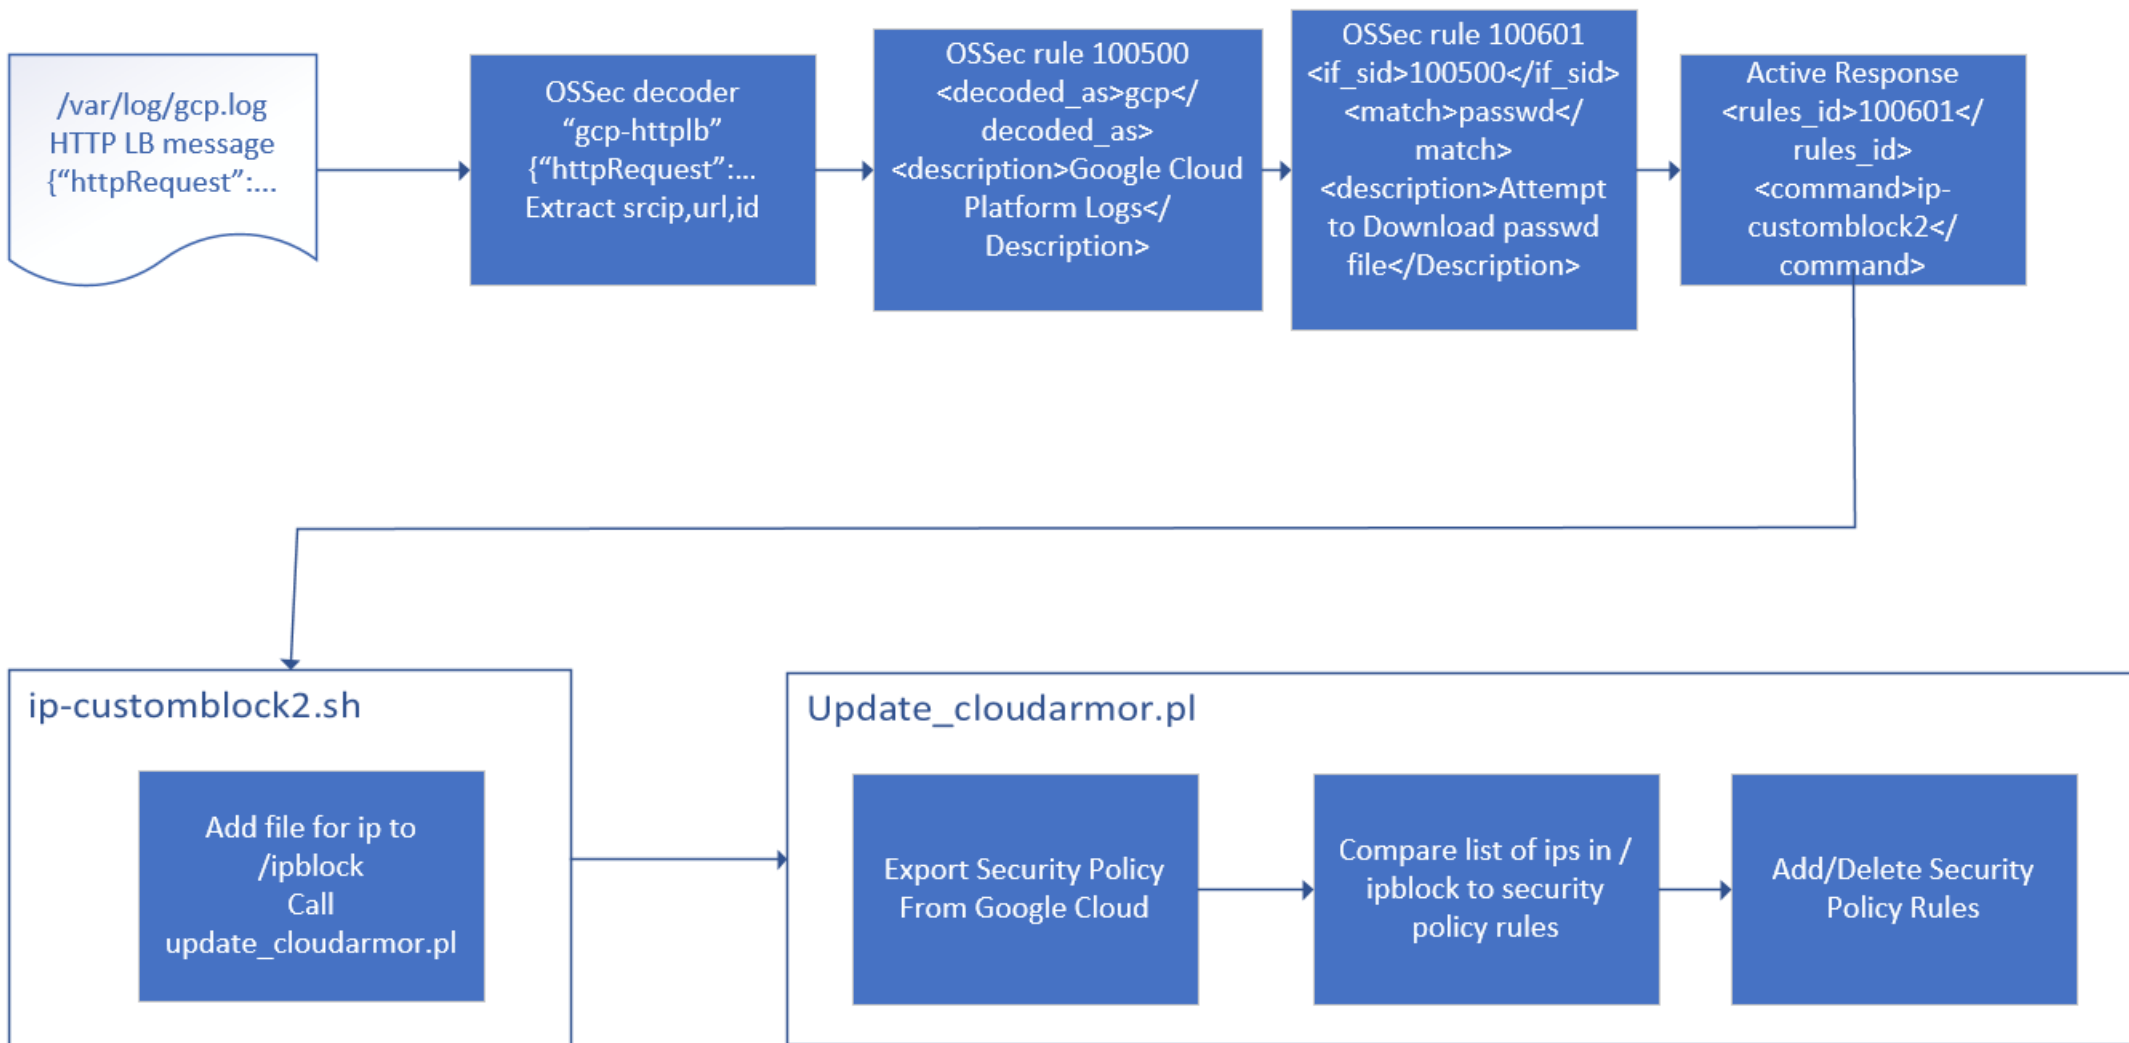 /var/log/gcp.log
HTTP LB message
{“httpRequest”:...
OSSec decoder
“gcp-httplb”
{“httpRequest”:...
Extract srcip,url,id
OSSec rule 100500
<decoded_as>gcp</
decoded_as>
<description>Google Cloud
Platform Logs</
Description>
OSSec rule 100601
<if_sid>100500</if_sid>
<match>passwd</
match>
<description>Attempt
to Download passwd
file</Description>
Active Response
<rules_id>100601</
rules_id>
<command>ip-
customblock2</
command>
ip-customblock2.sh
Add file for ip to
/ipblock
Call
update_cloudarmor.pl
Update_cloudarmor.pl
Export Security Policy
From Google Cloud
Compare list of ips in /
ipblock to security
policy rules
Add/Delete Security
Policy Rules